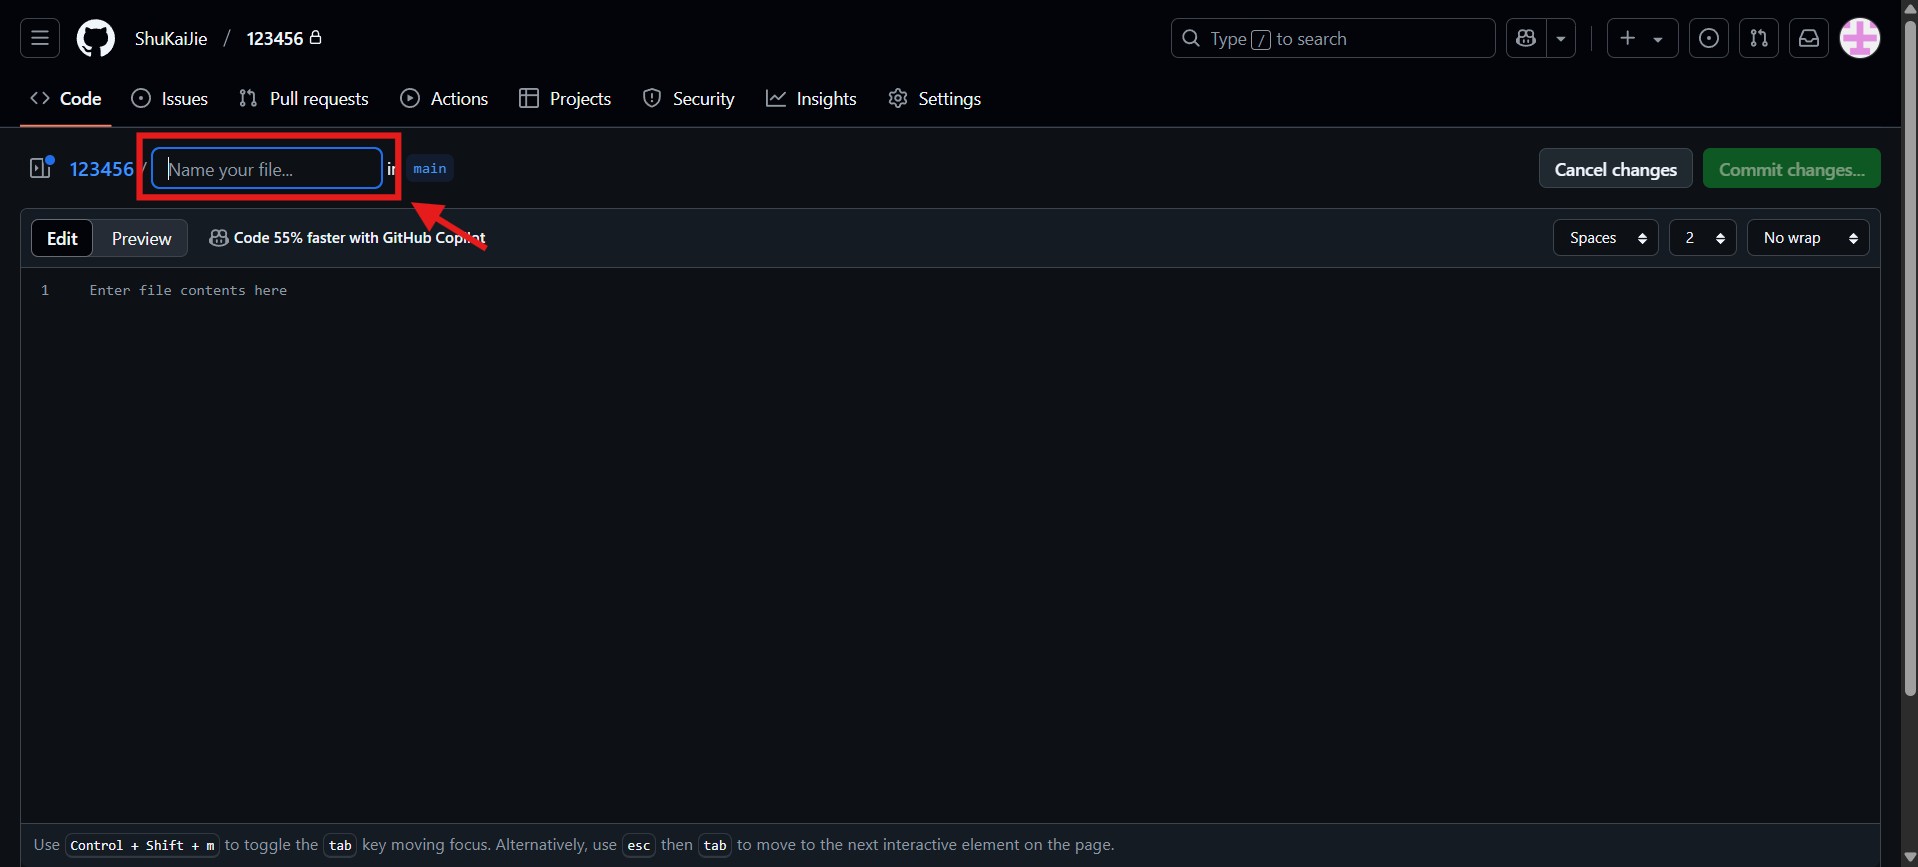 ShuKaiJie / 123456
Type / to search
Code
Issues
Pull requests
Actions
Projects
Security
Insights
Settings
123456 / Name your file... in main
Cancel changes
Commit changes...
Edit
Preview
Code 55% faster with GitHub Copilot
Spaces
2
No wrap
1 Enter file contents here
Use Control + Shift + m to toggle the tab key moving focus. Alternatively, use esc then tab to move to the next interactive element on the page.